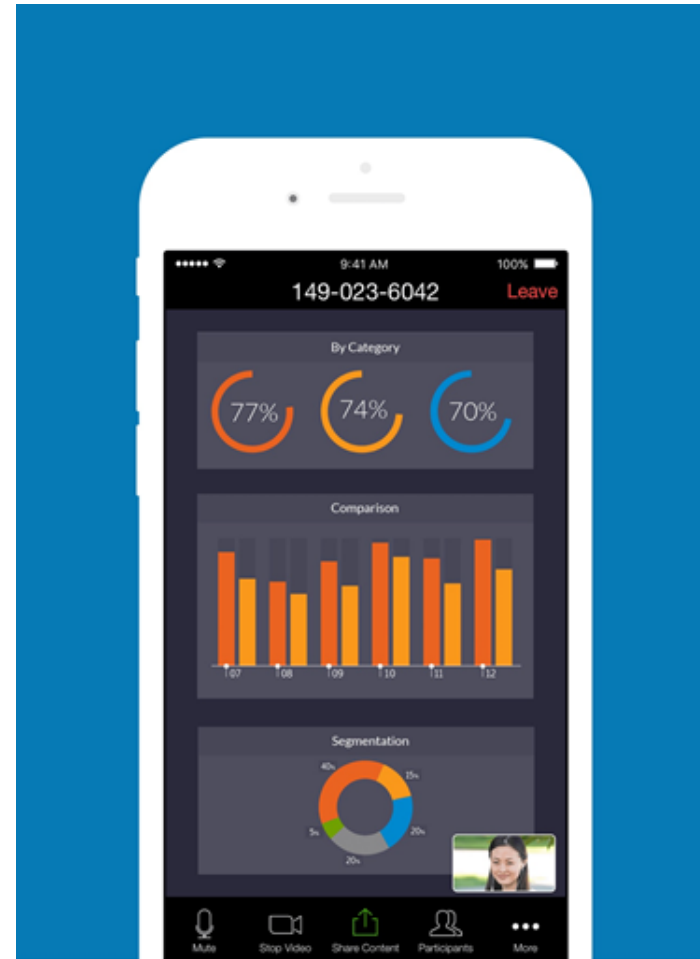 9:41 AM 100%
149-023-6042 Leave
By Category
77% 74% 70%
Comparison
07 08 09 10 11 12
Segmentation
40%
15%
5%
20%
20%
Mute Stop Video Share Content Participants More